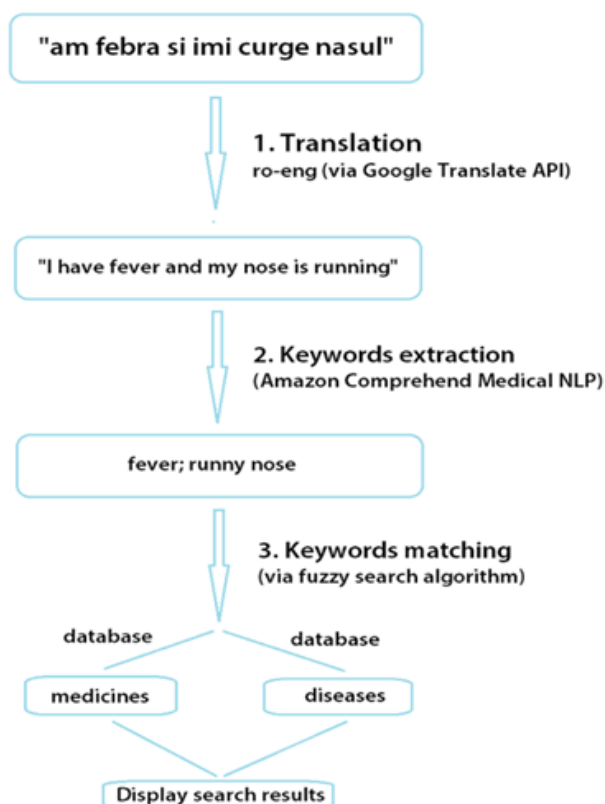 "am febra si imi curge nasul"
1. Translation
ro-eng (via Google Translate API)
"I have fever and my nose is running"
2. Keywords extraction
(Amazon Comprehend Medical NLP)
fever; runny nose
3. Keywords matching
(via fuzzy search algorithm)
database
database
medicines
diseases
Display search results